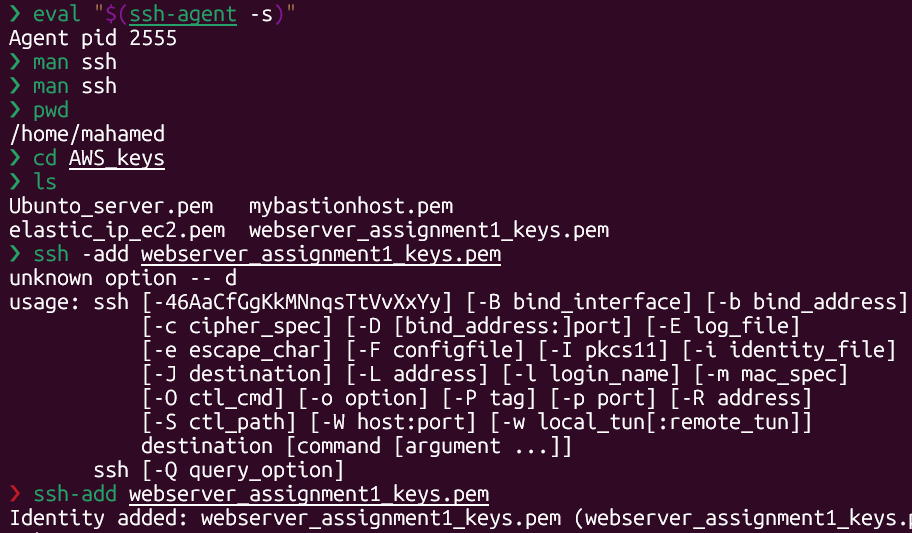 ❯ eval "$(ssh-agent -s)"
Agent pid 2555
❯ man ssh
❯ man ssh
❯ pwd
/home/mahamed
❯ cd AWS_keys
❯ ls
Ubunto_server.pem   mybastionhost.pem
elastic_ip_ec2.pem  webserver_assignment1_keys.pem
❯ ssh -add webserver_assignment1_keys.pem
unknown option -- d
usage: ssh [-46AaCfGgKkMNnqsTtVvXxYy] [-B bind_interface] [-b bind_address]
           [-c cipher_spec] [-D [bind_address:]port] [-E log_file]
           [-e escape_char] [-F configfile] [-I pkcs11] [-i identity_file]
           [-J destination] [-L address] [-l login_name] [-m mac_spec]
           [-O ctl_cmd] [-o option] [-P tag] [-p port] [-R address]
           [-S ctl_path] [-W host:port] [-w local_tun[:remote_tun]]
           destination [command [argument ...]]
       ssh [-Q query_option]
❯ ssh-add webserver_assignment1_keys.pem
Identity added: webserver_assignment1_keys.pem (webserver_assignment1_keys.